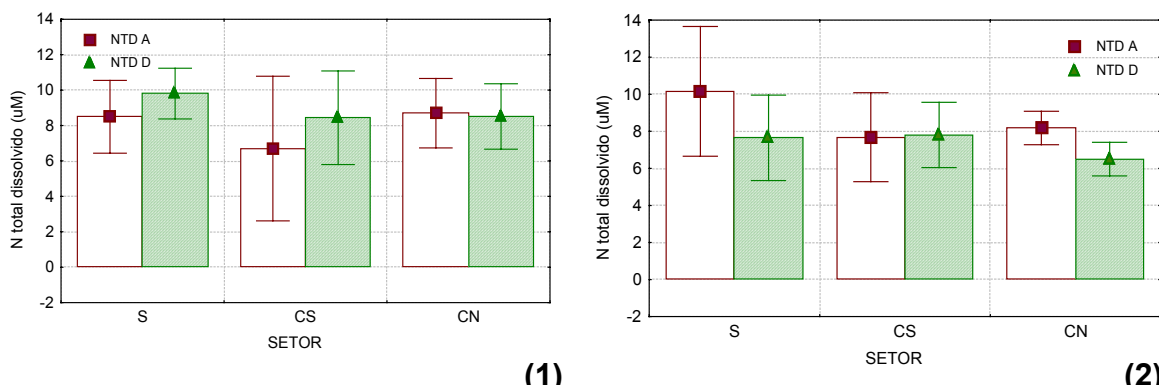 14
12
10
8
6
4
2
0
-2
N total dissolvido (uM)
NTD A
NTD D
S CS CN
SETOR
(1)
14
12
10
8
6
4
2
0
-2
N total dissolvido (uM)
NTD A
NTD D
S CS CN
SETOR
(2)